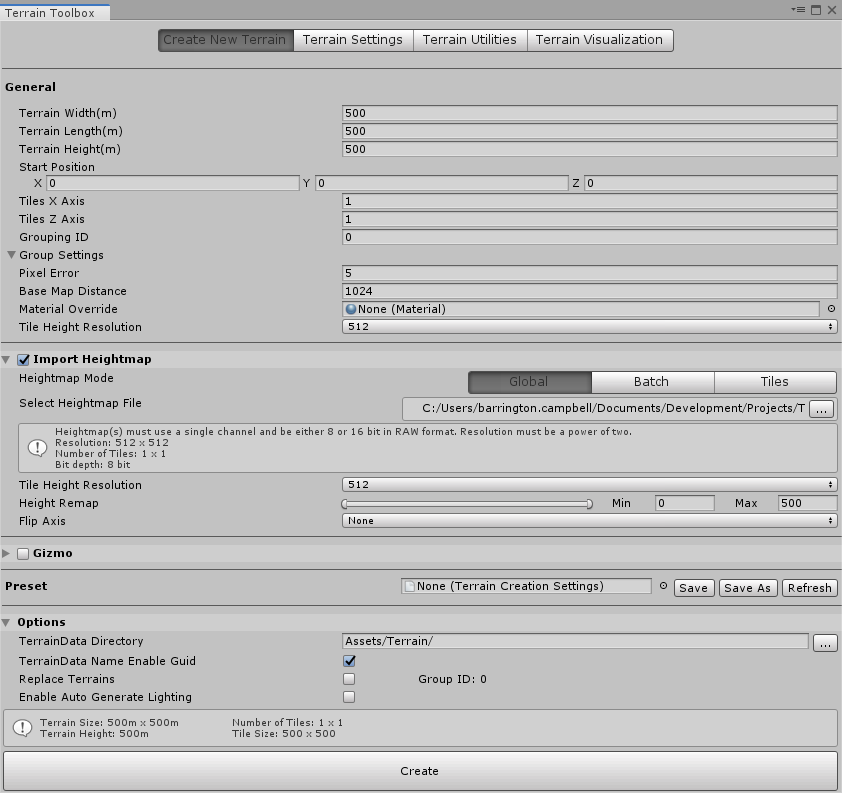 Terrain Toolbox
Create New Terrain Terrain Settings Terrain Utilities Terrain Visualization
General
Terrain Width(m) 500
Terrain Length(m) 500
Terrain Height(m) 500
Start Position
X 0 Y 0 Z 0
Tiles X Axis 1
Tiles Z Axis 1
Grouping ID 0
Group Settings
Pixel Error 5
Base Map Distance 1024
Material Override None (Material)
Tile Height Resolution 512
Import Heightmap
Heightmap Mode Global Batch Tiles
Select Heightmap File C:/Users/barrington.campbell/Documents/Development/Projects/T ...
Heightmap(s) must use a single channel and be either 8 or 16 bit in RAW format. Resolution must be a power of two.
Resolution: 512 x 512
Number of Tiles: 1 x 1
Bit depth: 8 bit
Tile Height Resolution 512
Height Remap Min 0 Max 500
Flip Axis None
Gizmo
Preset None (Terrain Creation Settings) Save Save As Refresh
Options
TerrainData Directory Assets/Terrain/ ...
TerrainData Name Enable Guid
Replace Terrains Group ID: 0
Enable Auto Generate Lighting
Terrain Size: 500m x 500m Number of Tiles: 1 x 1
Terrain Height: 500m Tile Size: 500 x 500
Create